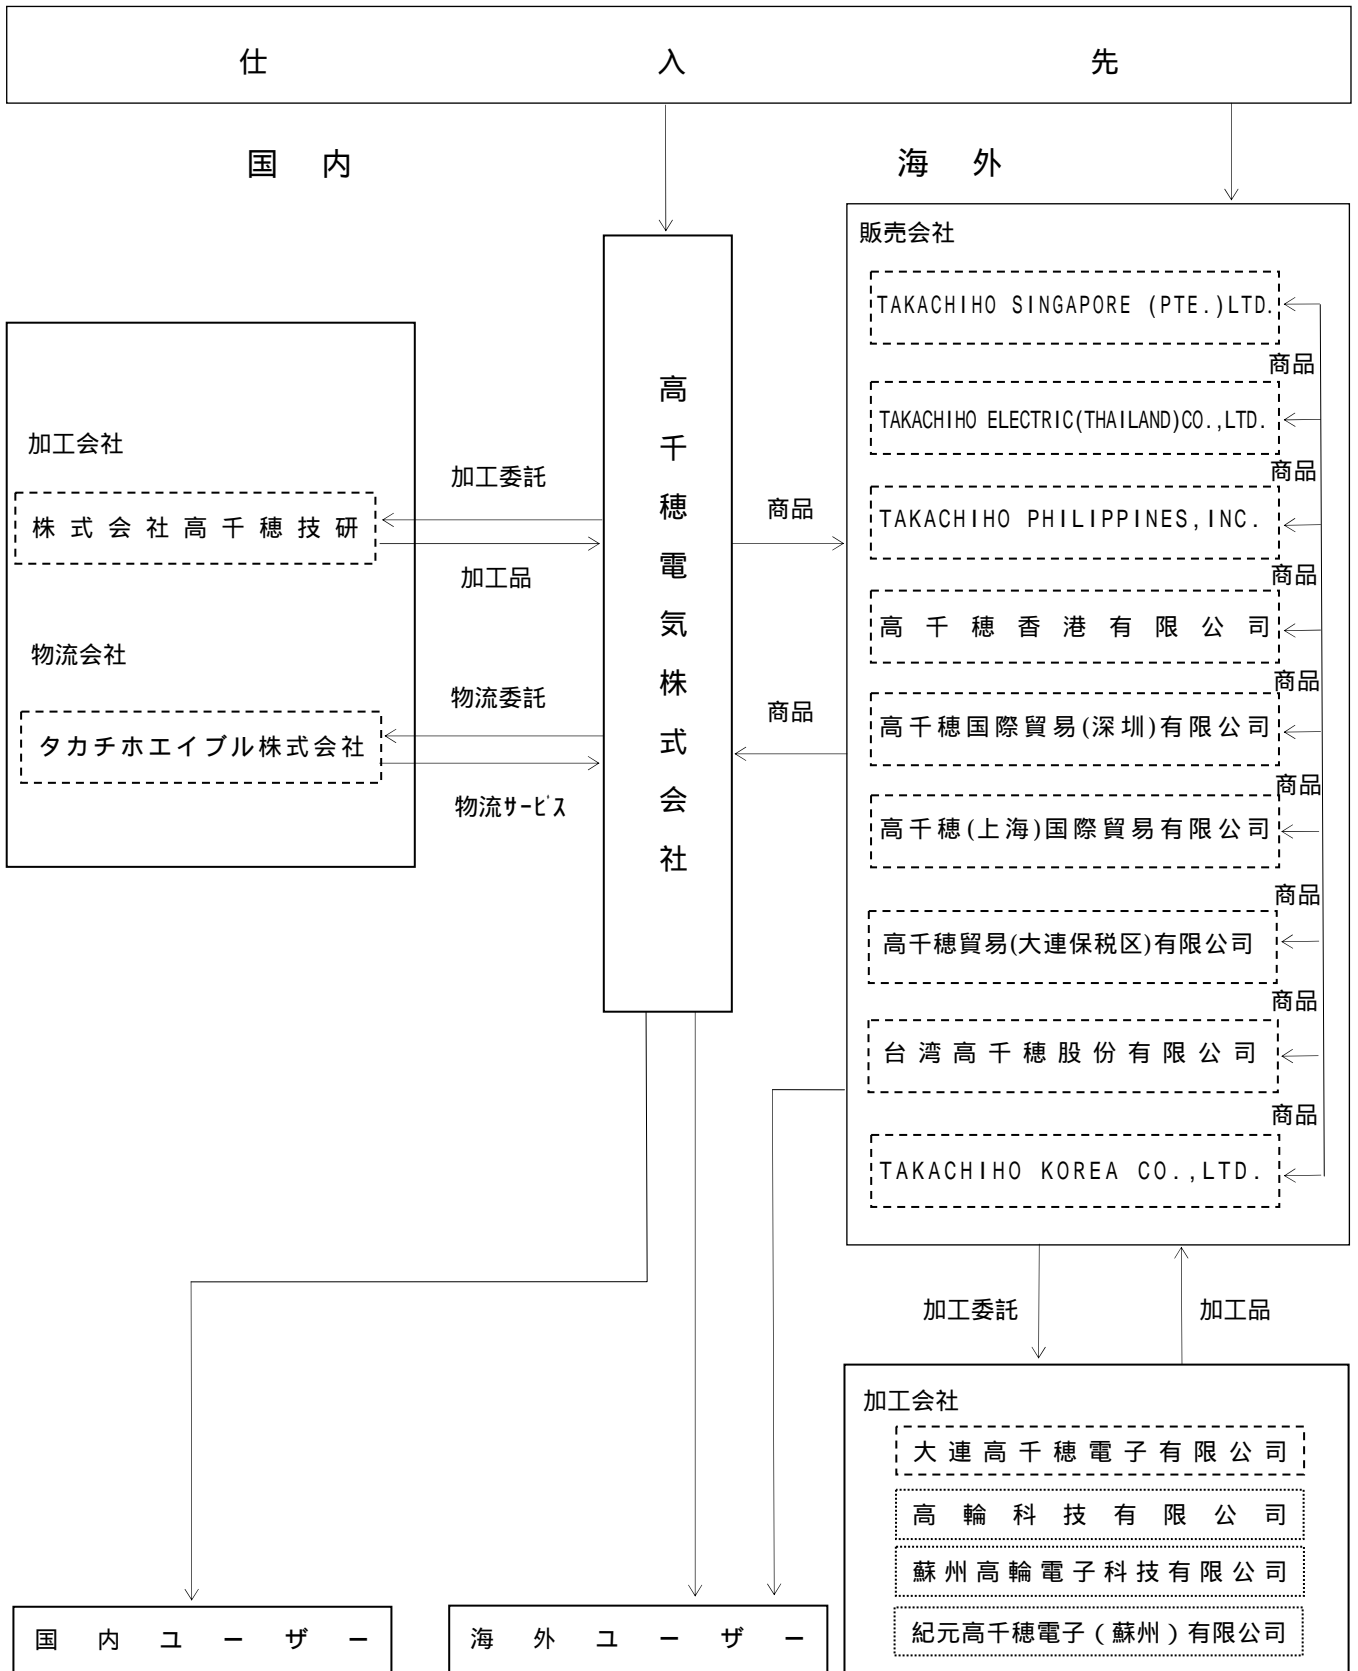 仕入先
国内
海外
販売会社
TAKACHIHO SINGAPORE (PTE.)LTD.
商品
TAKACHIHO ELECTRIC(THAILAND)CO.,LTD.
商品
TAKACHIHO PHILIPPINES,INC.
商品
高千穂香港有限公司
商品
高千穂国際貿易(深圳)有限公司
商品
高千穂(上海)国際貿易有限公司
商品
高千穂貿易(大連保税区)有限公司
商品
台湾高千穂股份有限公司
商品
TAKACHIHO KOREA CO.,LTD.
高千穂電気株式会社
商品
商品
加工会社
株式会社高千穂技研
加工委託
加工品
物流会社
タカチホエイブル株式会社
物流委託
物流ｻｰﾋﾞｽ
加工委託
加工品
加工会社
大連高千穂電子有限公司
高輪科技有限公司
蘇州高輪電子科技有限公司
紀元高千穂電子(蘇州)有限公司
国内ユーザー
海外ユーザー